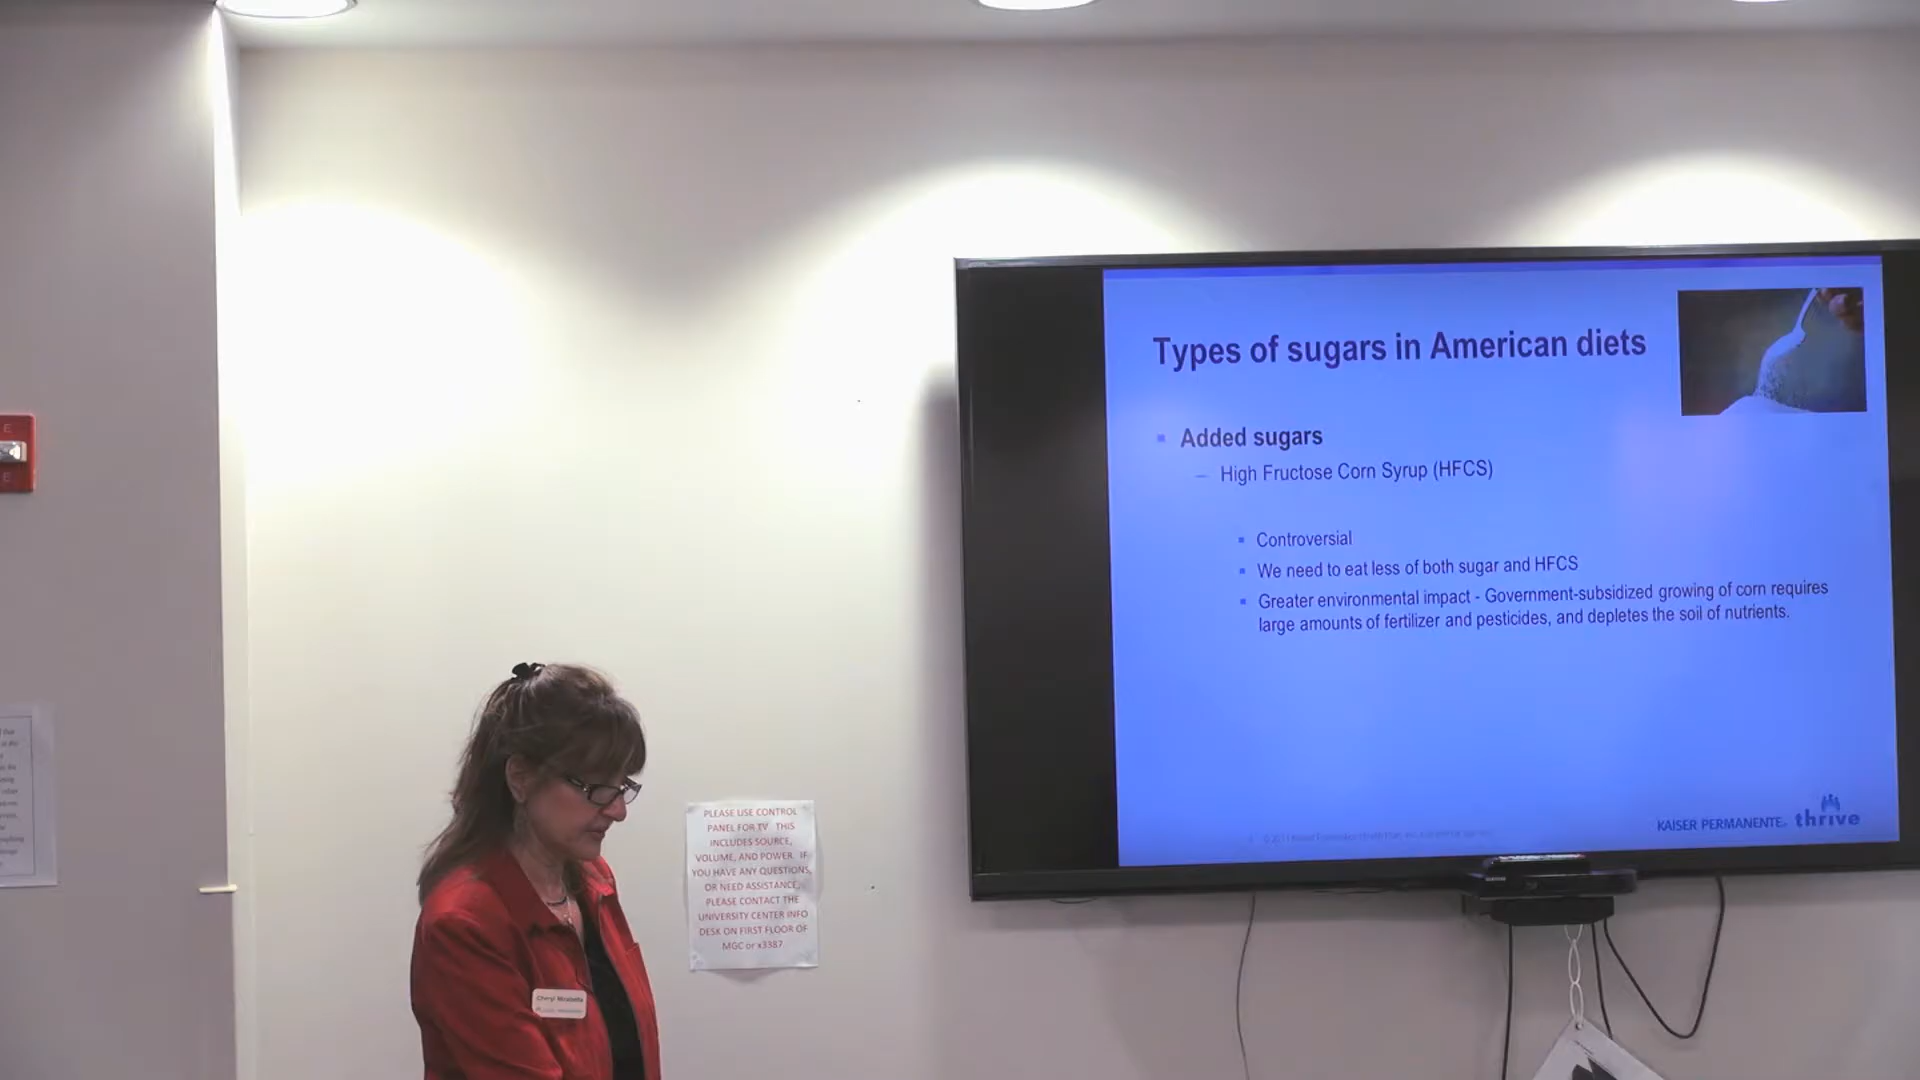 Types of sugars in American diets
Added sugars
– High Fructose Corn Syrup (HFCS)
Controversial
We need to eat less of both sugar and HFCS
Greater environmental impact - Government-subsidized growing of corn requires
large amounts of fertilizer and pesticides, and depletes the soil of nutrients.
KAISER PERMANENTE® thrive
PLEASE USE CONTROL
PANEL FOR TV THIS
INCLUDES SOURCE,
VOLUME, AND POWER. IF
YOU HAVE ANY QUESTIONS,
OR NEED ASSISTANCE,
PLEASE CONTACT THE
UNIVERSITY CENTER INFO
DESK ON FIRST FLOOR OF
MGC or x3387
Cheryl
E
E